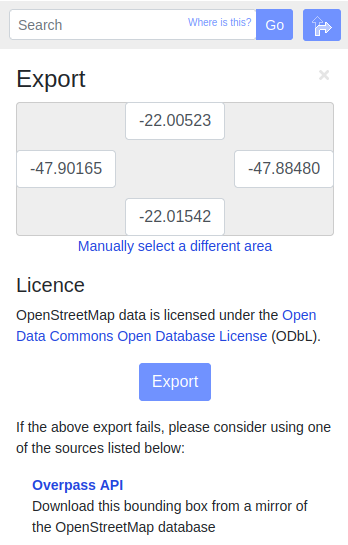 Search Where is this? Go
Export ×
-22.00523
-47.90165 -47.88480
-22.01542
Manually select a different area
Licence
OpenStreetMap data is licensed under the Open
Data Commons Open Database License (ODbL).
Export
If the above export fails, please consider using one
of the sources listed below:
Overpass API
Download this bounding box from a mirror of
the OpenStreetMap database